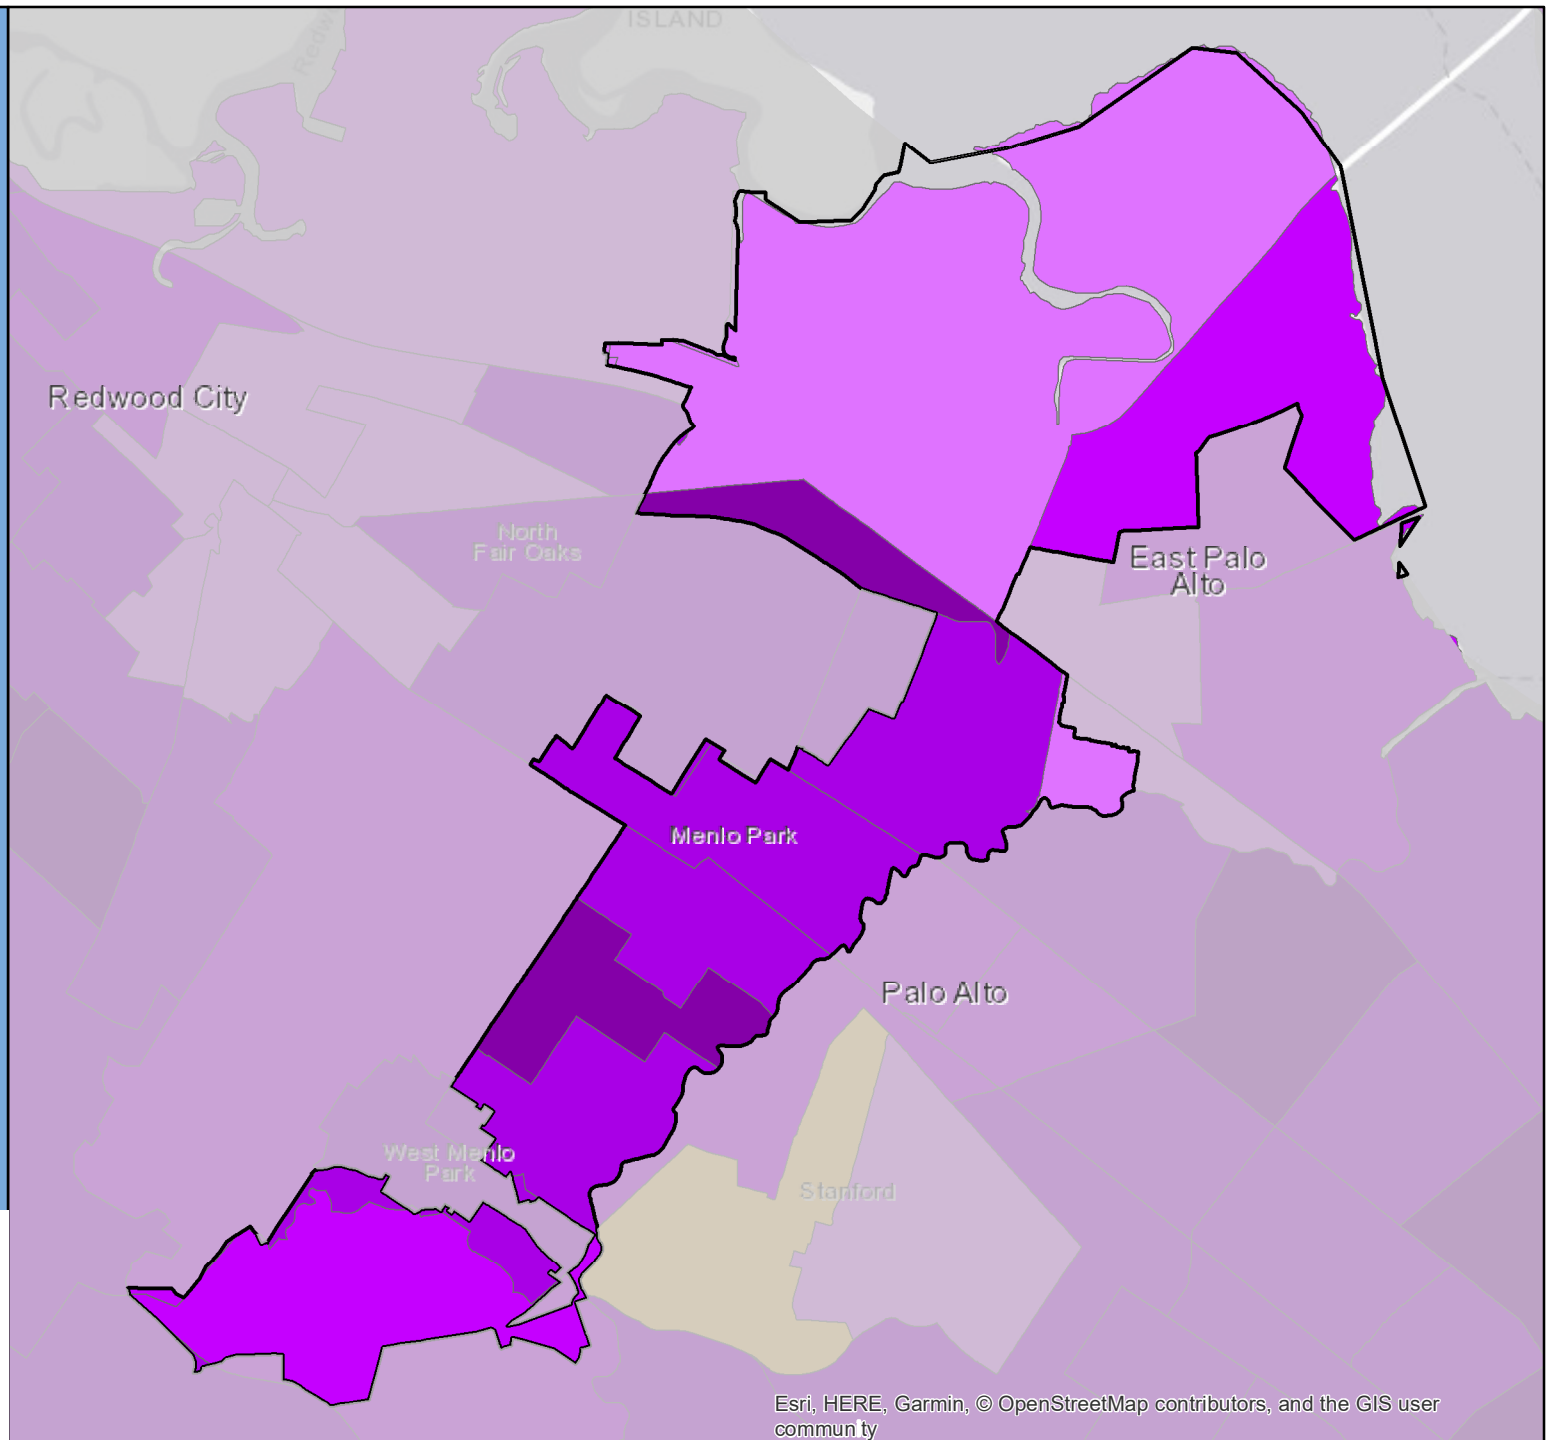 ISLAND
Redw
Redwood City
North
Fair Oaks
East Palo
Alto
Menlo Park
Palo Alto
West Menlo
Park
Stanford
Esri, HERE, Garmin, © OpenStreetMap contributors, and the GIS user
community